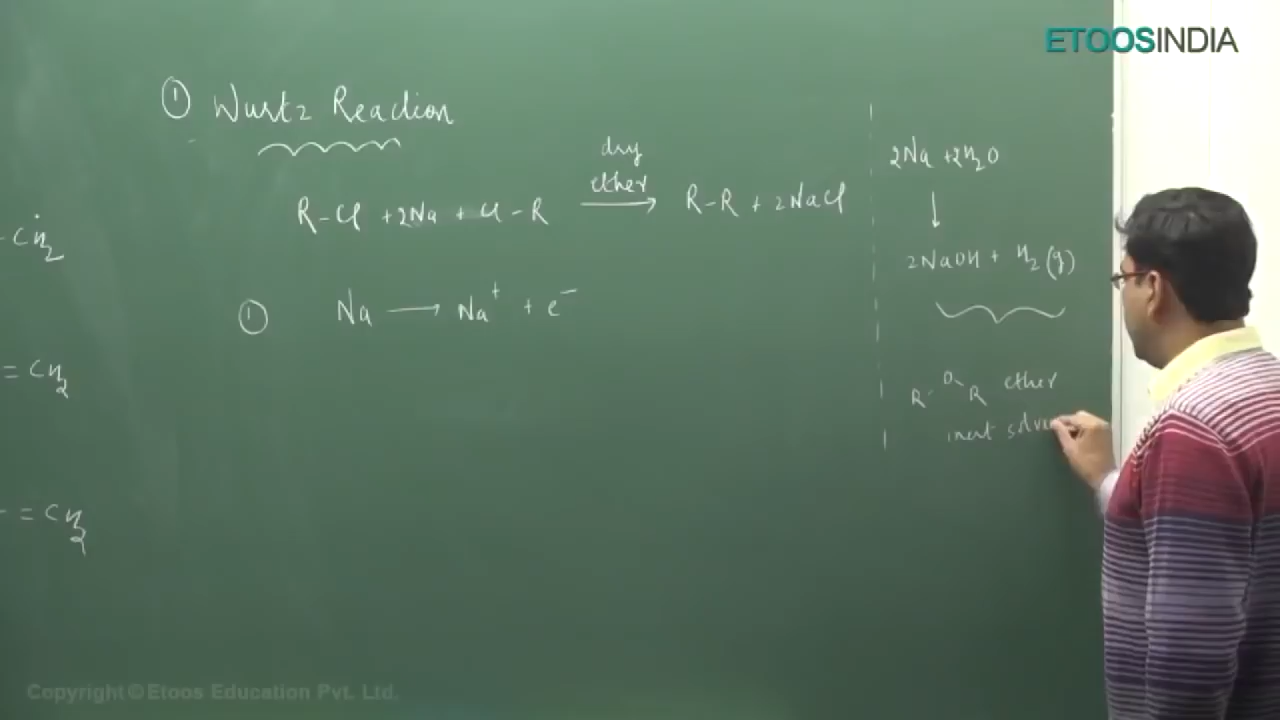 ETOOSINDIA
① Wurtz Reaction
R-Cl + 2Na + Cl-R dry ether → R-R + 2NaCl
① Na → Na⁺ + e⁻
2Na + 2H₂O
↓
2NaOH + H₂(g)
R-O-R ether
inert solve
-CH₂
= CH₂
- = CH₂
Copyright © Etoos Education Pvt. Ltd.